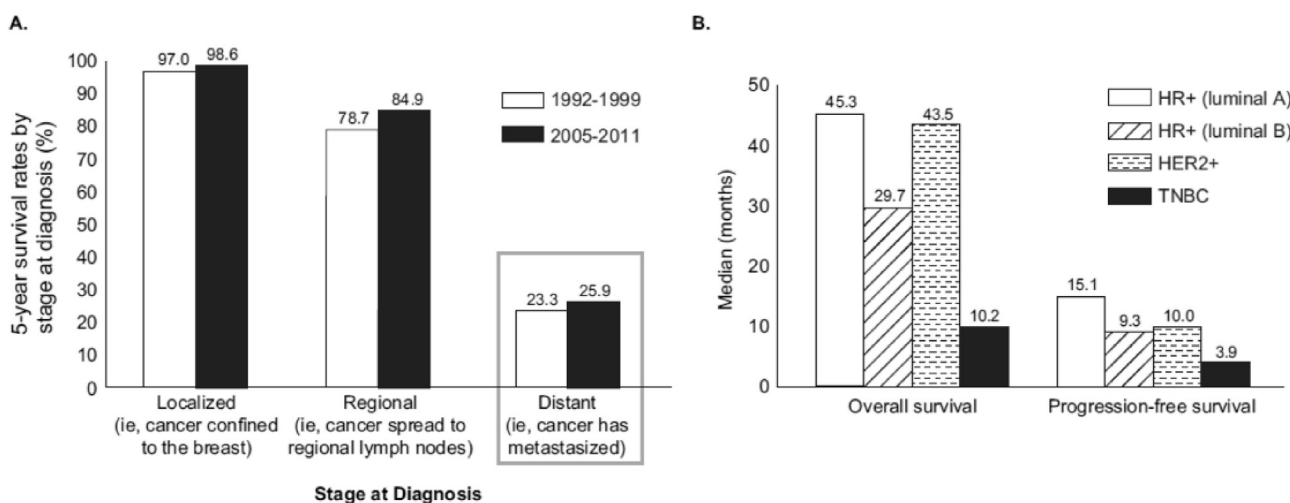 A.
5-year survival rates by
stage at diagnosis (%)
100
90
80
70
60
50
40
30
20
10
0
97.0
98.6
78.7
84.9
23.3
25.9
1992-1999
2005-2011
Localized
(ie, cancer confined
to the breast)
Regional
(ie, cancer spread to
regional lymph nodes)
Distant
(ie, cancer has
metastasized)
Stage at Diagnosis
B.
Median (months)
50
40
30
20
10
0
45.3
29.7
43.5
10.2
15.1
9.3
10.0
3.9
HR+ (luminal A)
HR+ (luminal B)
HER2+
TNBC
Overall survival
Progression-free survival